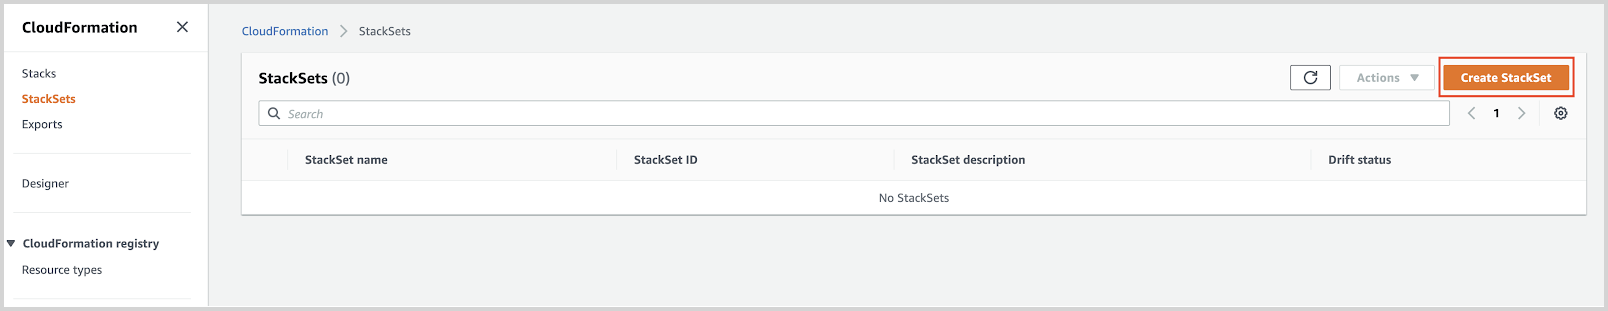 CloudFormation
Stacks
StackSets
Exports
Designer
CloudFormation registry
Resource types
CloudFormation > StackSets
StackSets (0)
Actions
Create StackSet
Search
1
StackSet name StackSet ID StackSet description Drift status
No StackSets